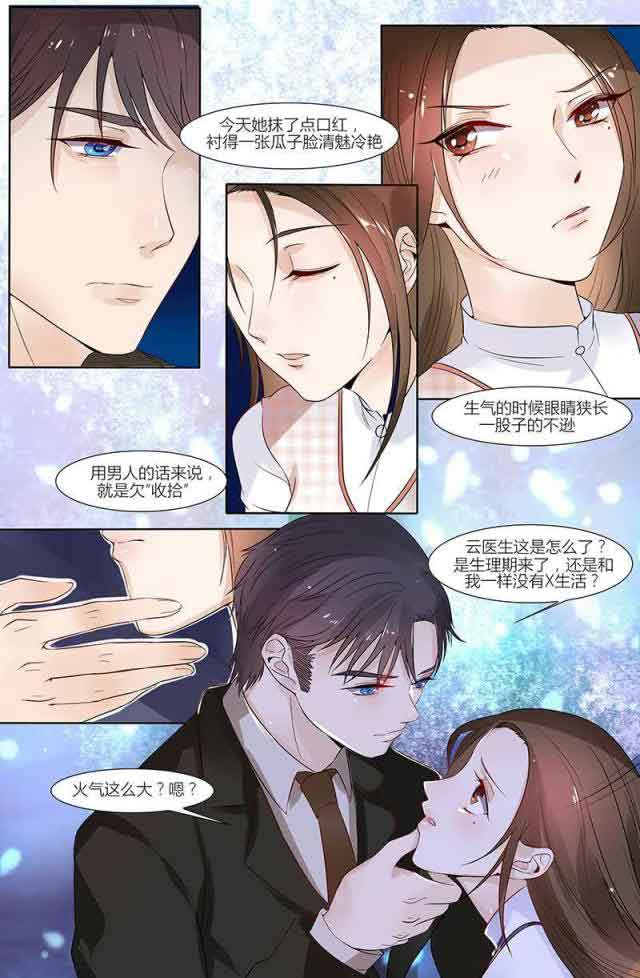 今天她抹了点口红，
衬得一张瓜子脸清魅冷艳
生气的时候眼睛狭长
一股子的不逊
用男人的话来说，
就是欠“收拾”
云医生这是怎么了？
是生理期来了，还是和
我一样没有X生活？
火气这么大？嗯？